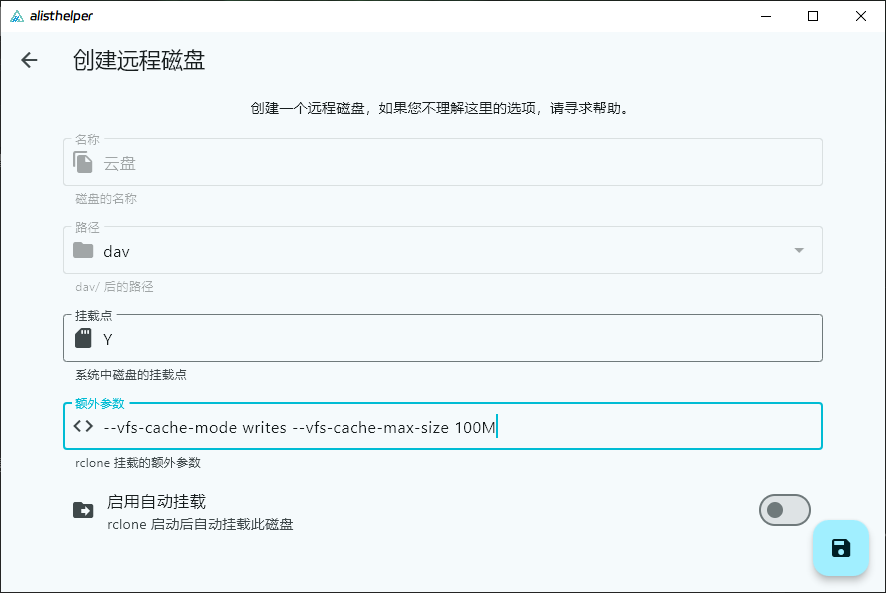 alisthelper
创建远程磁盘
创建一个远程磁盘，如果您不理解这里的选项，请寻求帮助。
名称
云盘
磁盘的名称
路径
dav
dav/ 后的路径
挂载点
Y
系统中磁盘的挂载点
额外参数
--vfs-cache-mode writes --vfs-cache-max-size 100M
rclone 挂载的额外参数
启用自动挂载
rclone 启动后自动挂载此磁盘